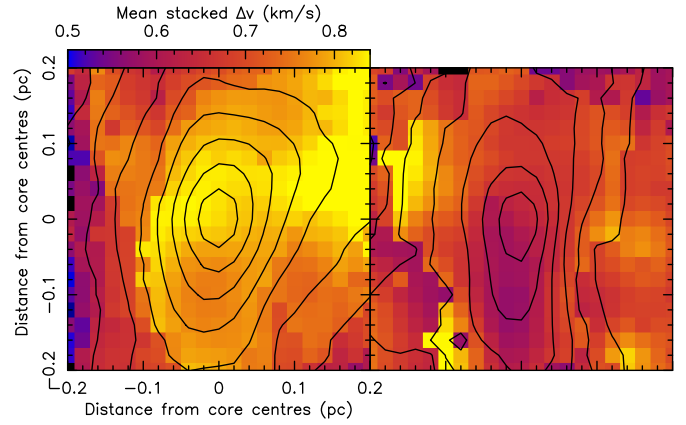 Mean stacked Δv (km/s)
0.5 0.6 0.7 0.8
Distance from core centres (pc)
0.2
0.1
0
−0.1
−0.2
−0.2 −0.1 0 0.1 0.2
Distance from core centres (pc)